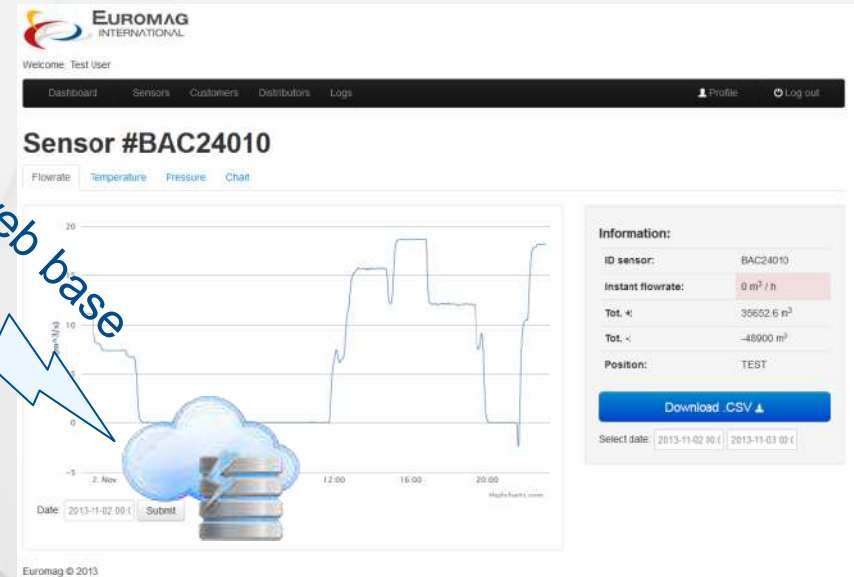 EUROMAG
INTERNATIONAL
Welcome, Test User
Dashboard Sensors Customers Distributors Logs Profile Log out
Sensor #BAC24010
Flowrate Temperature Pressure Chart
base
20
10
0
-5
2. Nov 12:00 16:00 20:00
Highcharts.com
Date: 2013-11-02 00:( Submit
Information:
ID sensor: BAC24010
Instant flowrate: 0 m³ / h
Tot. +: 35652.6 m³
Tot. -: -48900 m³
Position: TEST
Download .CSV
Select date: 2013-11-02 00:( 2013-11-03 00:(
Euromag © 2013